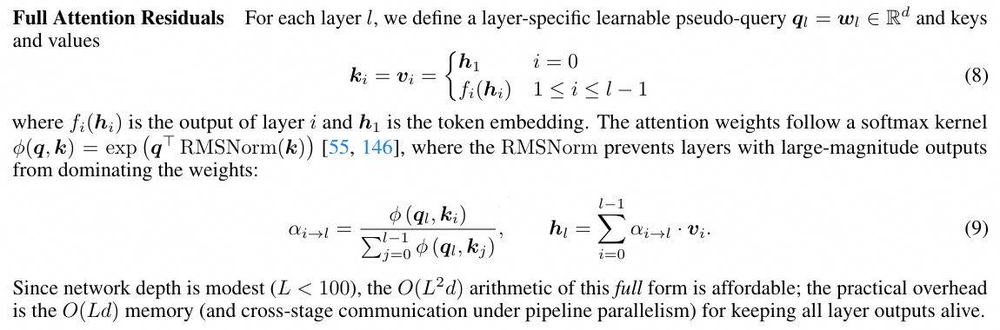 Full Attention Residuals For each layer l, we define a layer-specific learnable pseudo-query q_l = w_l ∈ ℝ^d and keys
and values
k_i = v_i = { h_1 i = 0
f_i(h_i) 1 ≤ i ≤ l − 1 (8)
where f_i(h_i) is the output of layer i and h_1 is the token embedding. The attention weights follow a softmax kernel
ϕ(q, k) = exp (q^⊤ RMSNorm(k)) [55, 146], where the RMSNorm prevents layers with large-magnitude outputs
from dominating the weights:
α_{i→l} = ϕ (q_l, k_i) / ∑_{j=0}^{l−1} ϕ (q_l, k_j), h_l = ∑_{i=0}^{l−1} α_{i→l} · v_i. (9)
Since network depth is modest (L < 100), the O(L^2d) arithmetic of this full form is affordable; the practical overhead
is the O(Ld) memory (and cross-stage communication under pipeline parallelism) for keeping all layer outputs alive.